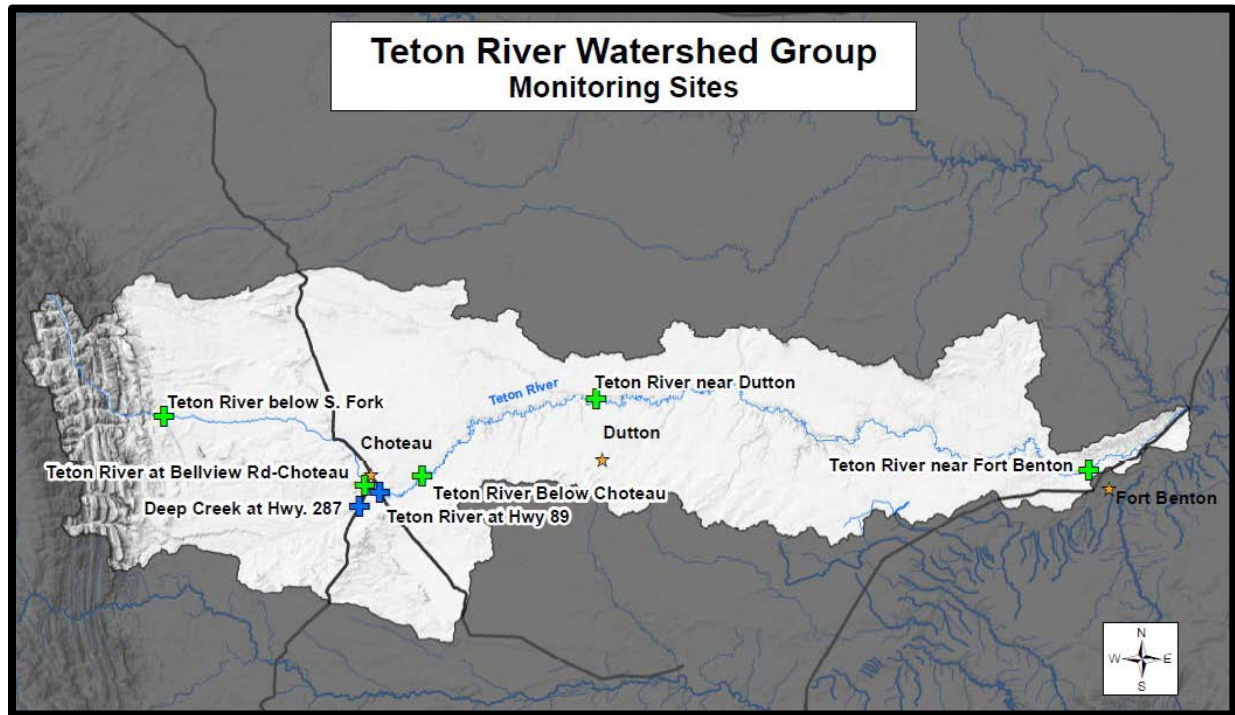 Teton River Watershed Group
Monitoring Sites
Teton River near Dutton
Teton River
Teton River below S. Fork
Choteau
Dutton
Teton River at Bellview Rd-Choteau
Teton River near Fort Benton
Teton River Below Choteau
Deep Creek at Hwy. 287
Teton River at Hwy 89
Fort Benton
N
W E
S